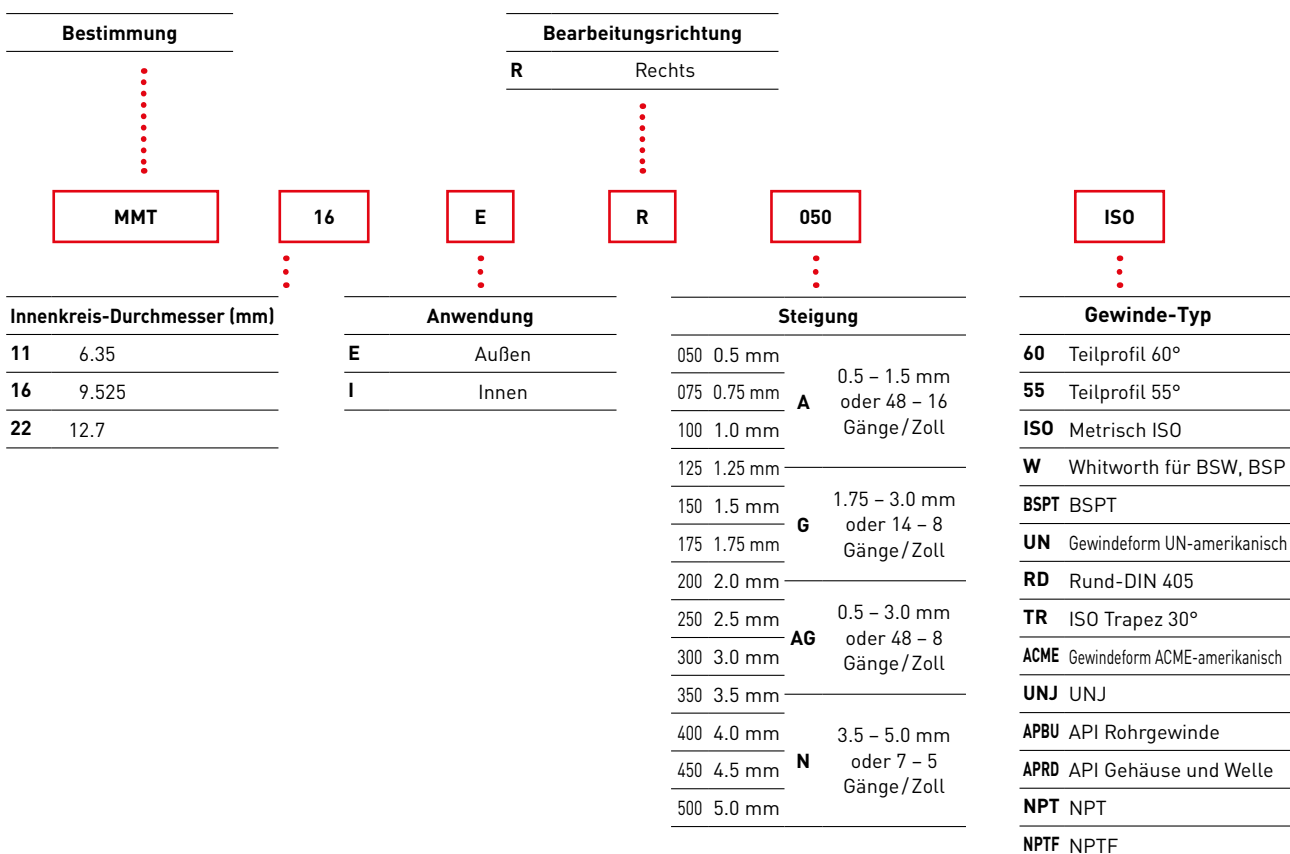 Bestimmung
Bearbeitungsrichtung
R Rechts
MMT 16 E R 050 ISO
Innenkreis-Durchmesser (mm)
11 6.35
16 9.525
22 12.7
Anwendung
E Außen
I Innen
Steigung
050 0.5 mm
075 0.75 mm
100 1.0 mm
125 1.25 mm
150 1.5 mm
175 1.75 mm
200 2.0 mm
250 2.5 mm
300 3.0 mm
350 3.5 mm
400 4.0 mm
450 4.5 mm
500 5.0 mm
A
0.5 – 1.5 mm
oder 48 – 16
Gänge/Zoll
G
1.75 – 3.0 mm
oder 14 – 8
Gänge/Zoll
AG
0.5 – 3.0 mm
oder 48 – 8
Gänge/Zoll
N
3.5 – 5.0 mm
oder 7 – 5
Gänge/Zoll
Gewinde-Typ
60 Teilprofil 60°
55 Teilprofil 55°
ISO Metrisch ISO
W Whitworth für BSW, BSP
BSPT BSPT
UN Gewindeform UN-amerikanisch
RD Rund-DIN 405
TR ISO Trapez 30°
ACME Gewindeform ACME-amerikanisch
UNJ UNJ
APBU API Rohrgewinde
APRD API Gehäuse und Welle
NPT NPT
NPTF NPTF